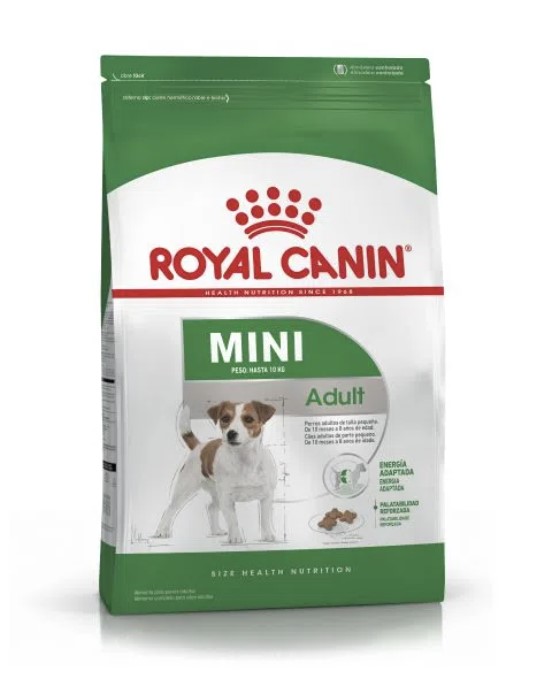 ROYAL CANIN®
HEALTH NUTRITION SINCE 1968
MINI
PESO: HASTA 10 KG
Adult
Perros adultos de talla pequeña.
De 10 meses a 8 años de edad.
Cães adultos de porte pequeno.
De 10 meses a 8 anos de idade.
ENERGÍA
ADAPTADA
ENERGIA
ADAPTADA
PALATABILIDAD
REFORZADA
PALATABILIDADE
REFORÇADA
SIZE HEALTH NUTRITION